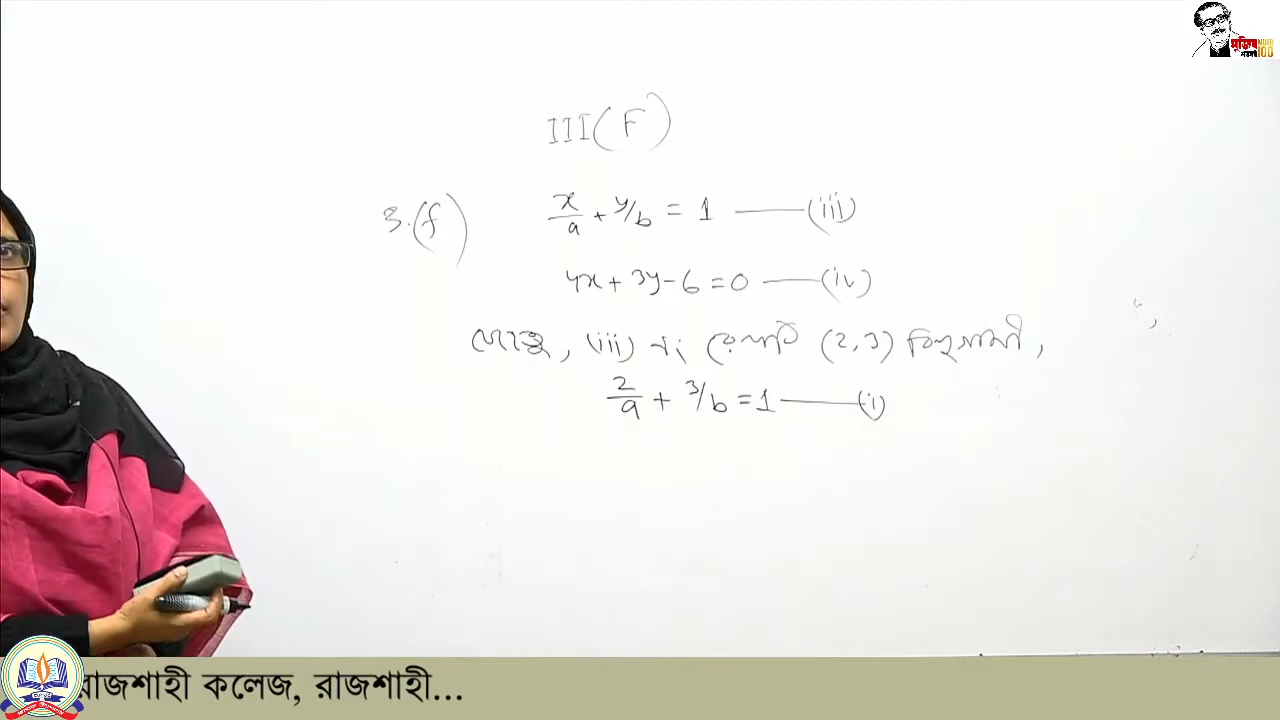 III(F)
3.(f) x/a + y/b = 1 —— (iii)
4x + 3y - 6 = 0 —— (iv)
যেহেতু, (iii) নং রেখাটি (2,3) বিন্দুগামী,
2/a + 3/b = 1 —— (i)
রাজশাহী কলেজ, রাজশাহী...